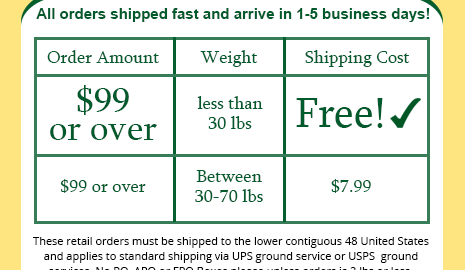 All orders shipped fast and arrive in 1-5 business days!
Order Amount Weight Shipping Cost
$99 or over less than 30 lbs Free!✓
$99 or over Between 30-70 lbs $7.99
These retail orders must be shipped to the lower contiguous 48 United States
and applies to standard shipping via UPS ground service or USPS ground